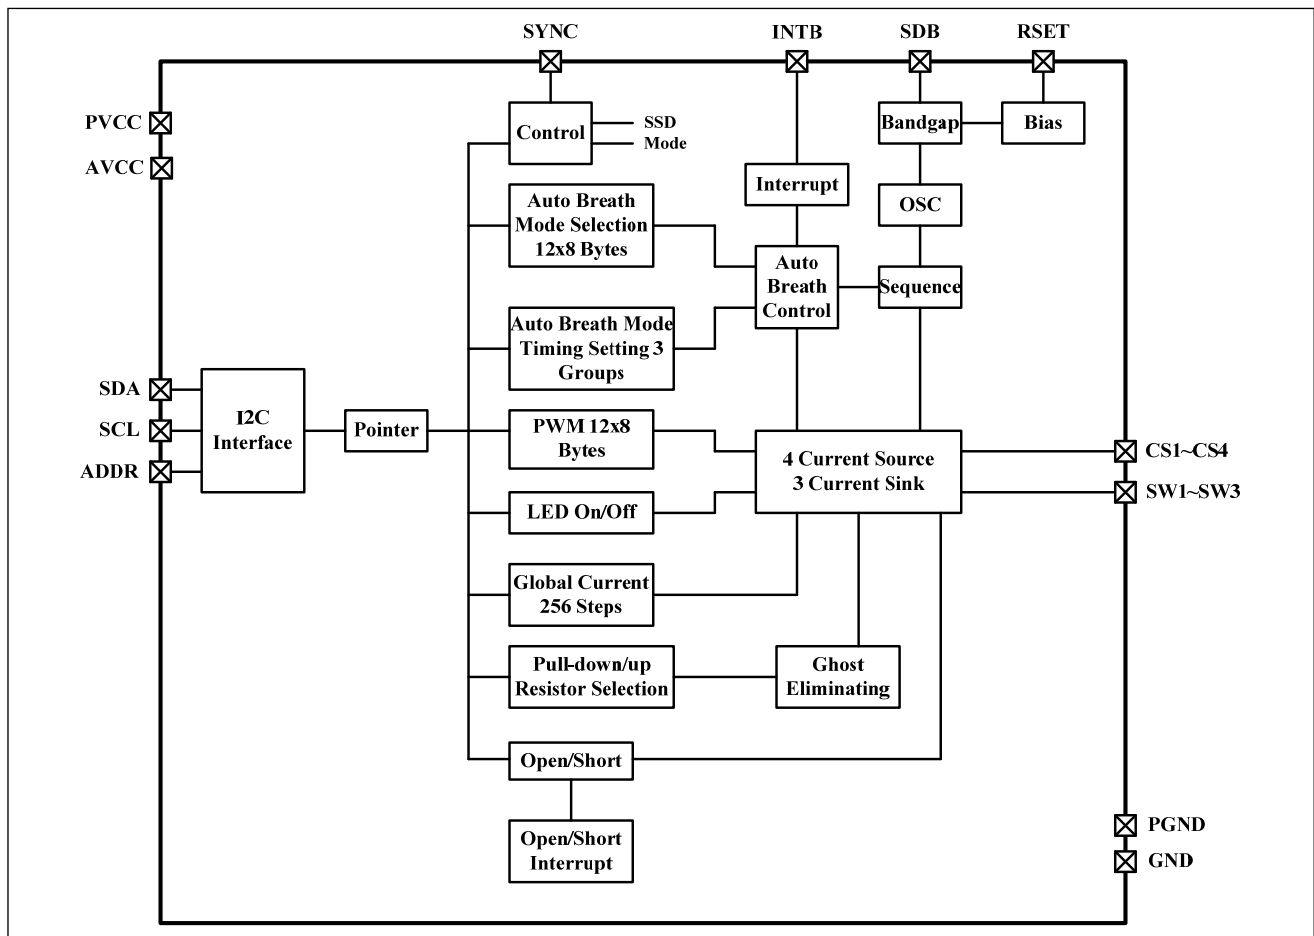 SYNC
INTB
SDB
RSET
PVCC
AVCC
Control
SSD
Mode
Bandgap
Bias
Interrupt
OSC
Auto Breath
Mode Selection
12x8 Bytes
Auto
Breath
Control
Sequence
Auto Breath Mode
Timing Setting 3
Groups
SDA
SCL
ADDR
I2C
Interface
Pointer
PWM 12x8
Bytes
4 Current Source
3 Current Sink
CS1~CS4
SW1~SW3
LED On/Off
Global Current
256 Steps
Pull-down/up
Resistor Selection
Ghost
Eliminating
Open/Short
Open/Short
Interrupt
PGND
GND